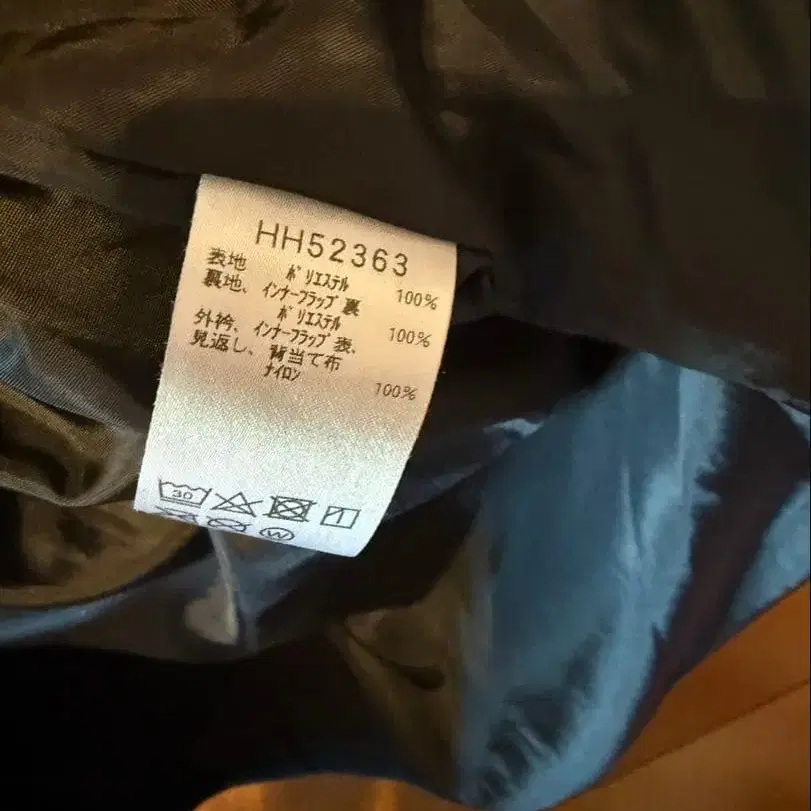 HH52363
表地
ポリエステル 100%
裏地、インナーフラップ裏
ポリエステル 100%
外衿、インナーフラップ表、
見返し、背当て布
ナイロン 100%
30
W